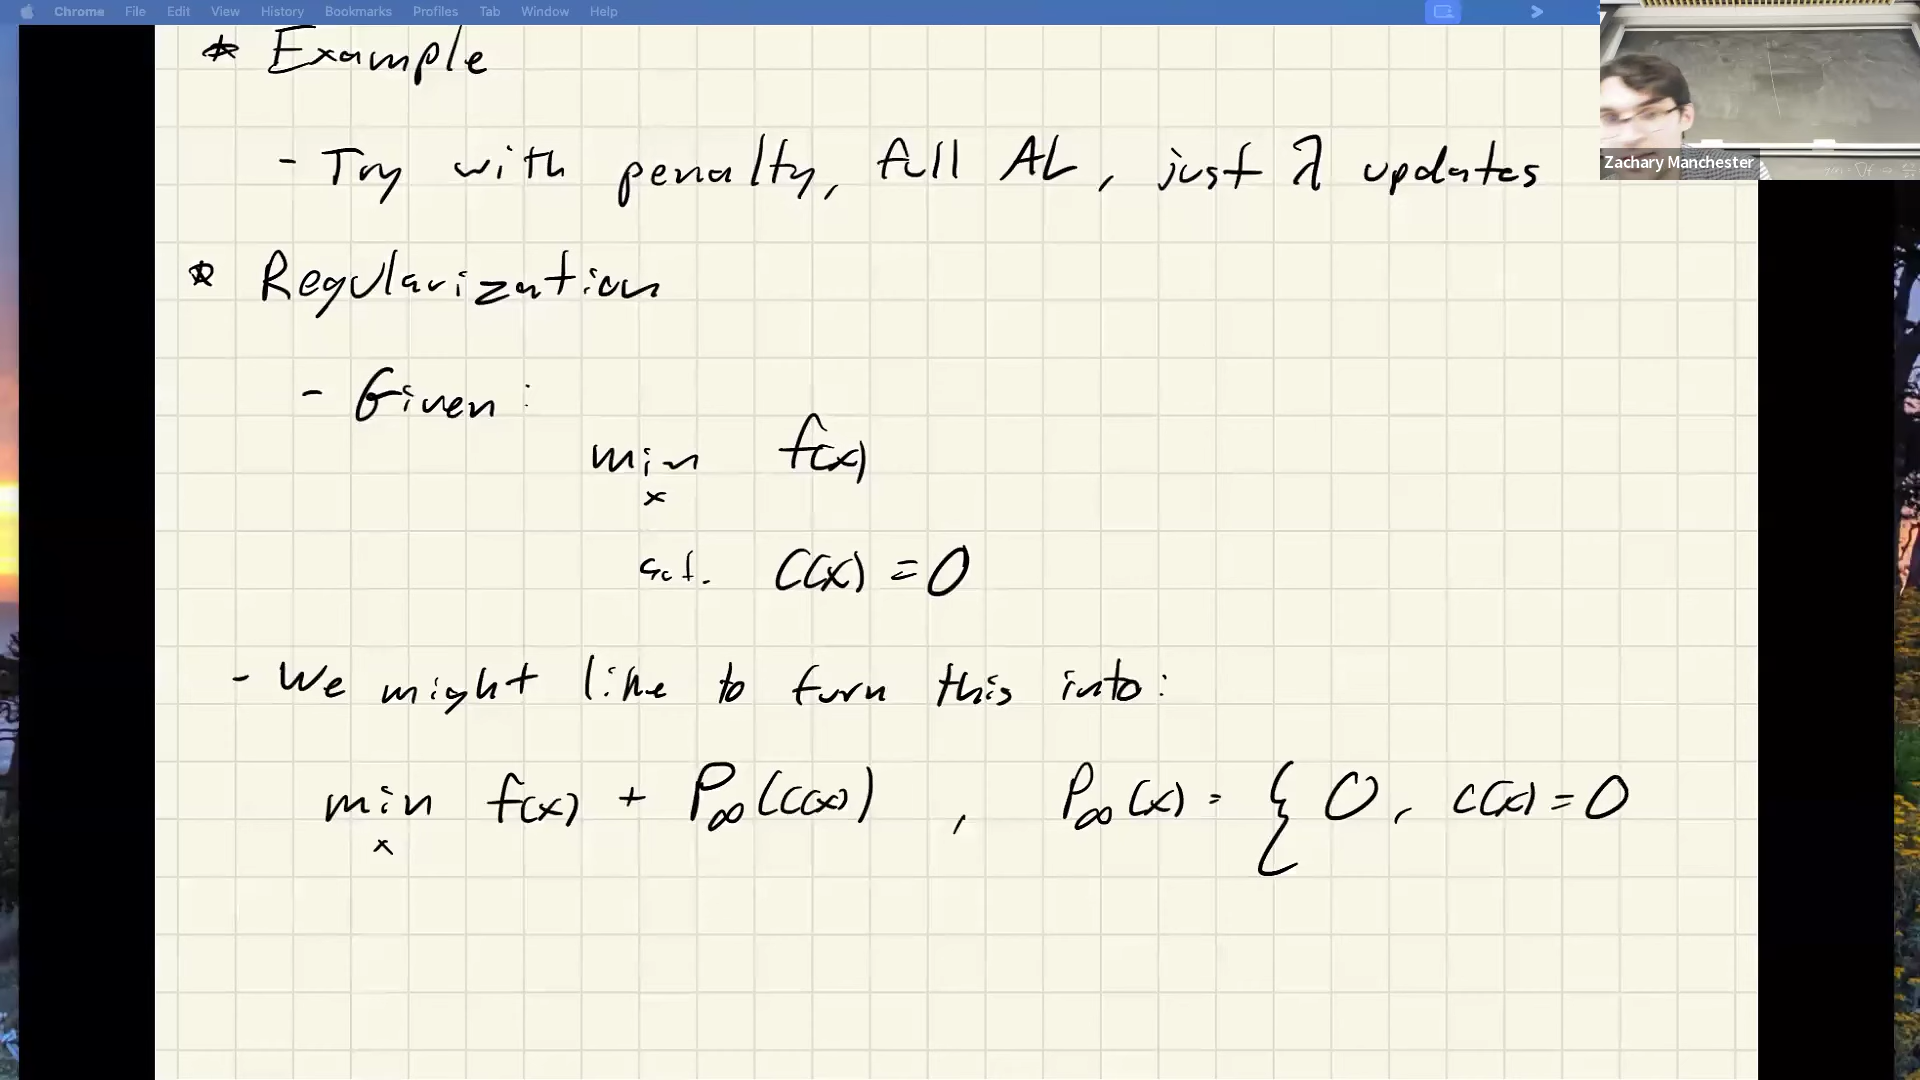 Chrome File Edit View History Bookmarks Profiles Tab Window Help
* Example
- Try with penalty, full AL, just λ updates
Zachary Manchester
* Regularization
- Given:
min f(x)
x
s.t. C(x) = 0
- We might like to turn this into:
min f(x) + P∞(C(x)) , P∞(x) = { 0, C(x) = 0
x